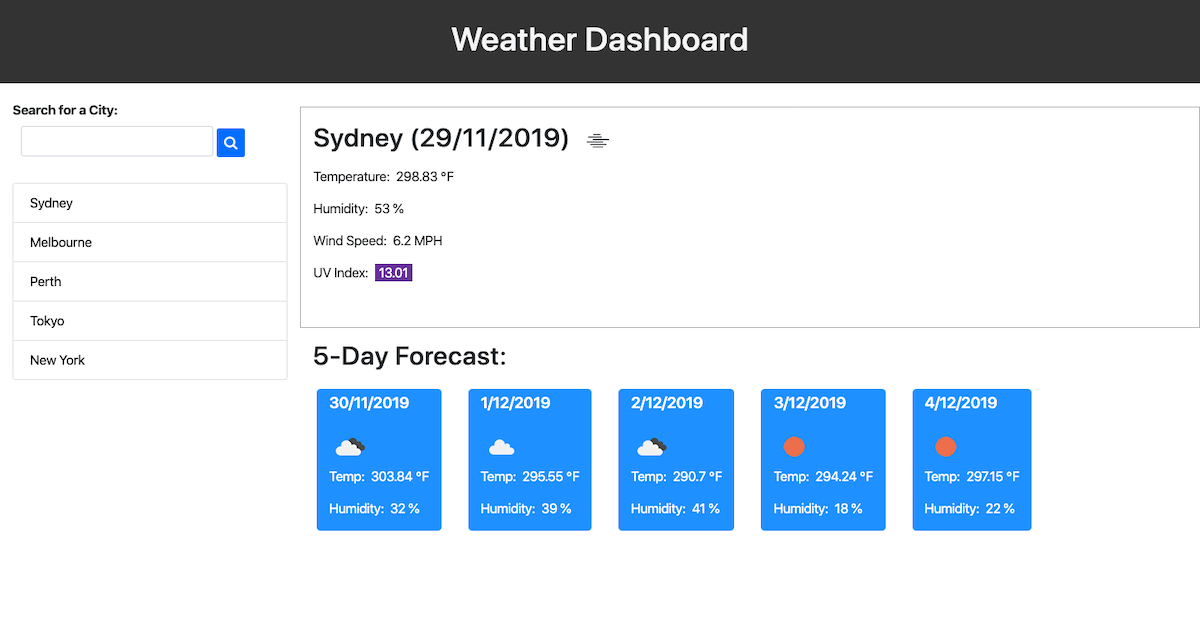 Weather Dashboard
Search for a City:
Sydney
Melbourne
Perth
Tokyo
New York
Sydney (29/11/2019)
Temperature: 298.83 °F
Humidity: 53 %
Wind Speed: 6.2 MPH
UV Index: 13.01
5-Day Forecast:
30/11/2019
Temp: 303.84 °F
Humidity: 32 %
1/12/2019
Temp: 295.55 °F
Humidity: 39 %
2/12/2019
Temp: 290.7 °F
Humidity: 41 %
3/12/2019
Temp: 294.24 °F
Humidity: 18 %
4/12/2019
Temp: 297.15 °F
Humidity: 22 %